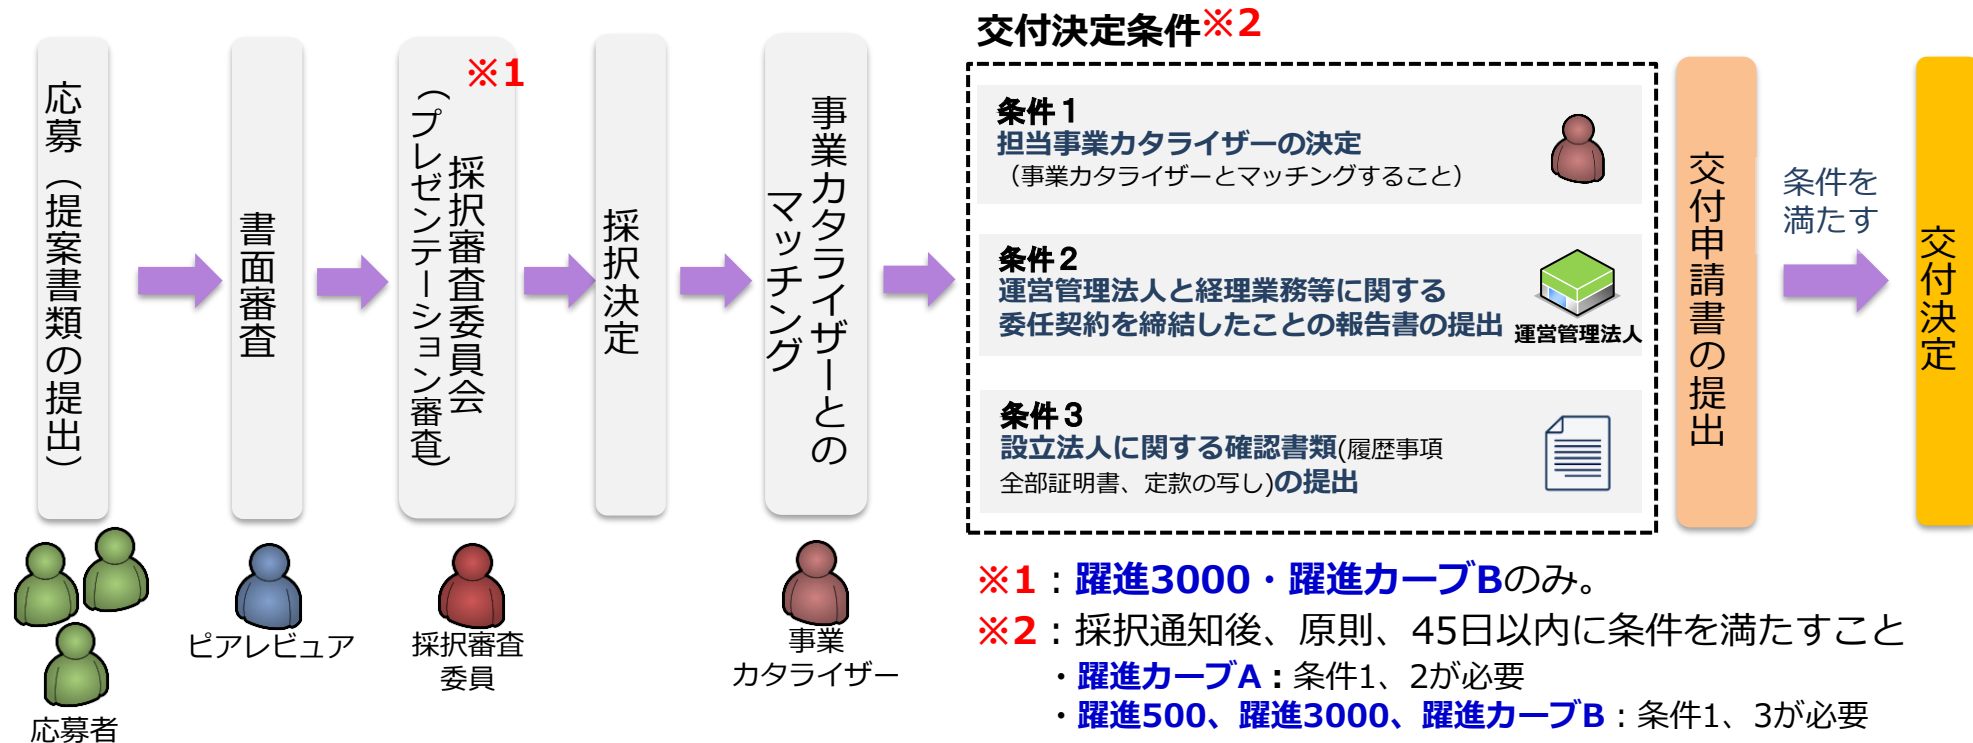 応募（提案書類の提出）
応募者
書面審査
ピアレビュア
※1
採択審査委員会
（プレゼンテーション審査）
採択審査
委員
採択決定
事業カタライザーとの
マッチング
事業
カタライザー
交付決定条件※2
条件１
担当事業カタライザーの決定
（事業カタライザーとマッチングすること）
条件２
運営管理法人と経理業務等に関する
委任契約を締結したことの報告書の提出
運営管理法人
条件３
設立法人に関する確認書類(履歴事項
全部証明書、定款の写し)の提出
交付申請書の提出
条件を
満たす
交付決定
※1：躍進3000・躍進カーブBのみ。
※2：採択通知後、原則、45日以内に条件を満たすこと
・躍進カーブA：条件1、2が必要
・躍進500、躍進3000、躍進カーブB：条件1、3が必要